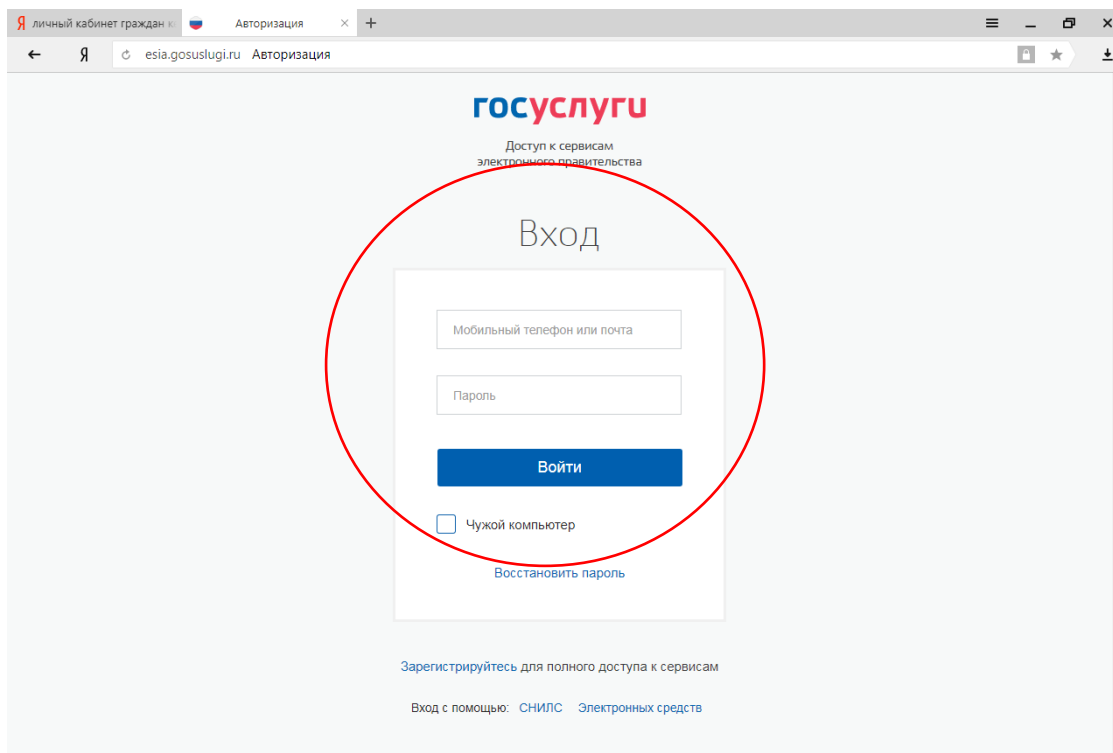 Я личный кабинет граждан к
Авторизация
Я esia.gosuslugi.ru Авторизация
госуслуги
Доступ к сервисам
электронного правительства
Вход
Мобильный телефон или почта
Пароль
Войти
Чужой компьютер
Восстановить пароль
Зарегистрируйтесь для полного доступа к сервисам
Вход с помощью: СНИЛС Электронных средств